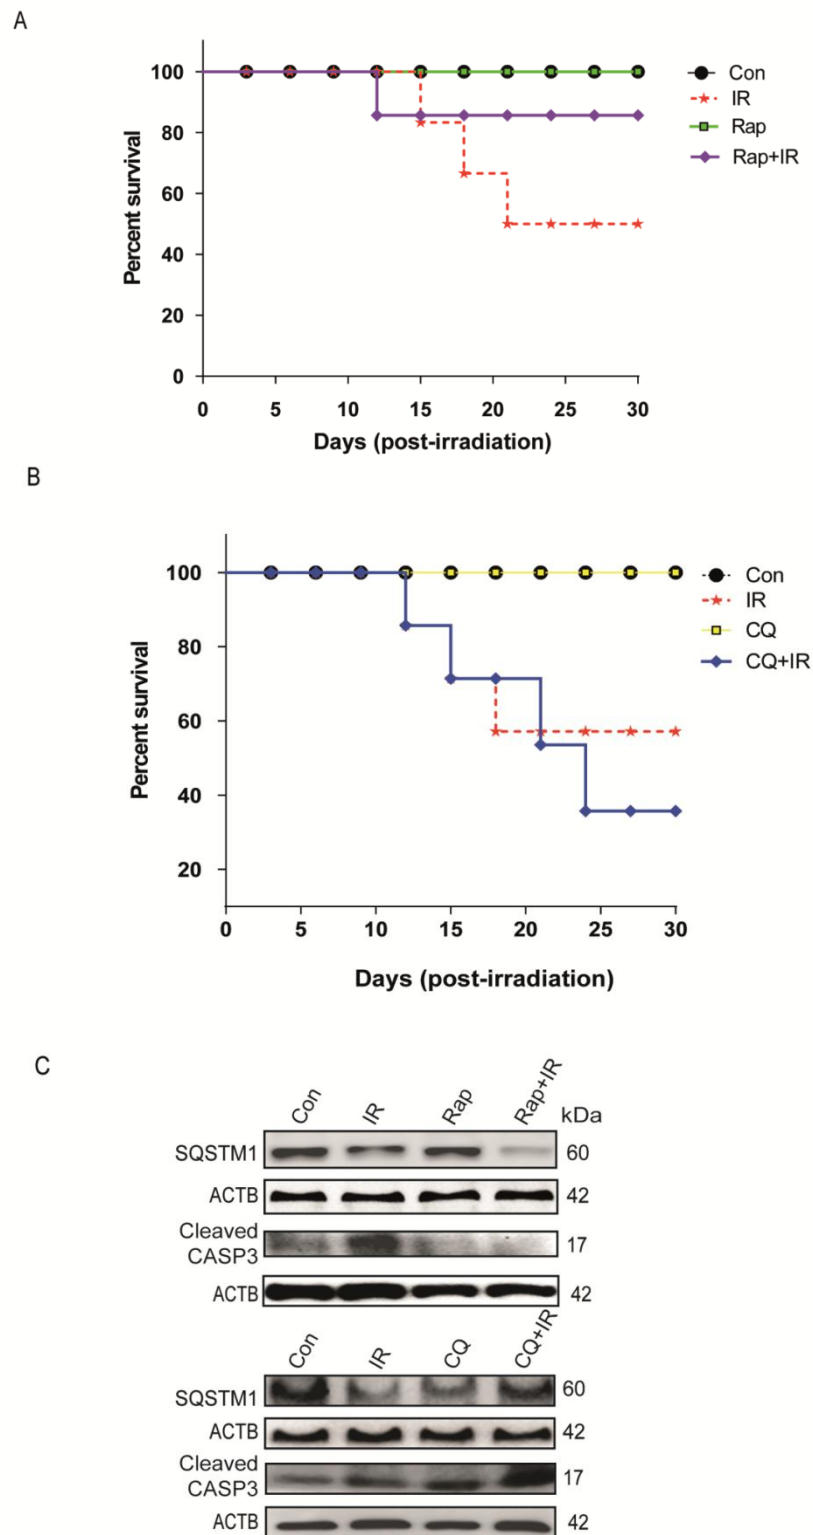 A
100
80
60
40
20
0
Percent survival
0 5 10 15 20 25 30
Days (post-irradiation)
Con
IR
Rap
Rap+IR
B
100
80
60
40
20
Percent survival
0 5 10 15 20 25 30
Days (post-irradiation)
Con
IR
CQ
CQ+IR
C
Con IR Rap Rap+IR kDa
SQSTM1 60
ACTB 42
Cleaved
CASP3 17
ACTB 42
Con IR CQ CQ+IR
SQSTM1 60
ACTB 42
Cleaved
CASP3 17
ACTB 42